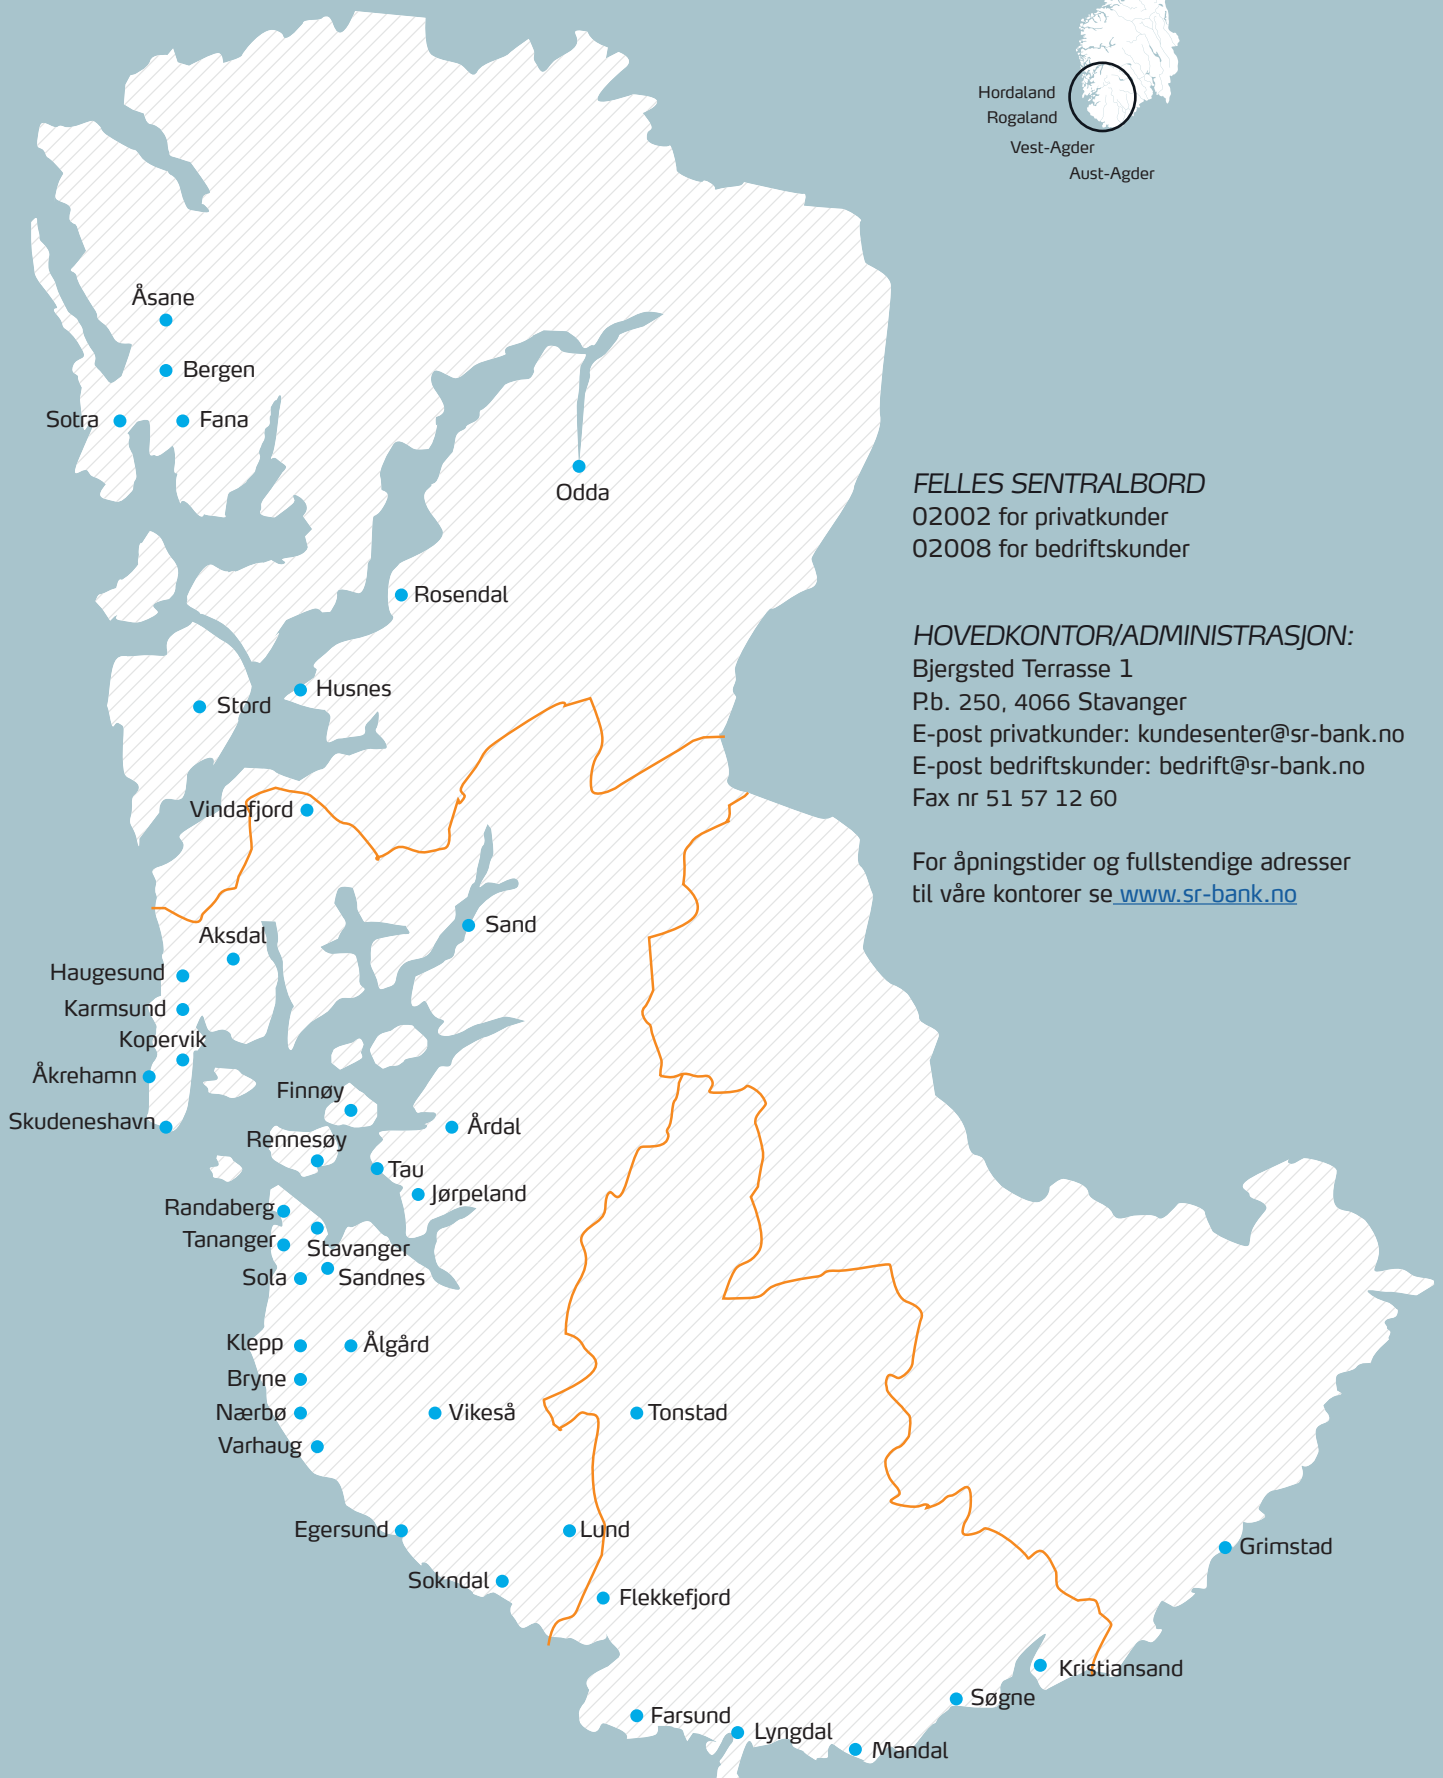 Hordaland
Rogaland
Vest-Agder
Aust-Agder
Åsane
Bergen
Sotra
Fana
Odda
FELLES SENTRALBORD
02002 for privatkunder
02008 for bedriftskunder
Rosendal
HOVEDKONTOR/ADMINISTRASJON:
Bjergsted Terrasse 1
P.b. 250, 4066 Stavanger
E-post privatkunder: kundesenter@sr-bank.no
E-post bedriftskunder: bedrift@sr-bank.no
Fax nr 51 57 12 60
Husnes
Stord
Vindafjord
For åpningstider og fullstendige adresser
til våre kontorer se www.sr-bank.no
Sand
Aksdal
Haugesund
Karmsund
Kopervik
Åkrehamn
Finnøy
Skudeneshavn
Årdal
Rennesøy
Tau
Jørpeland
Randaberg
Tananger
Stavanger
Sola
Sandnes
Klepp
Ålgård
Bryne
Nærbø
Vikeså
Tonstad
Varhaug
Egersund
Lund
Grimstad
Sokndal
Flekkefjord
Kristiansand
Søgne
Farsund
Lyngdal
Mandal